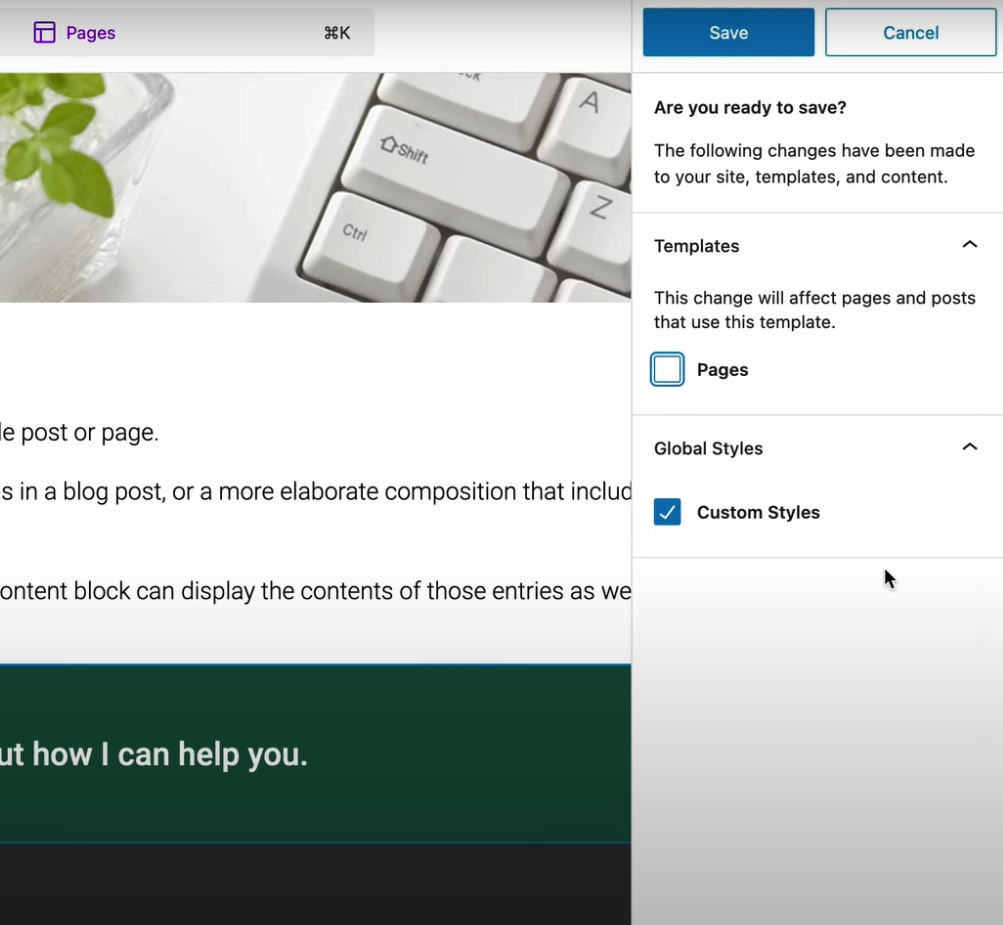 Pages ⌘K
Save
Cancel
Are you ready to save?
The following changes have been made
to your site, templates, and content.
Templates
This change will affect pages and posts
that use this template.
Pages
Global Styles
Custom Styles
A
Shift
Z
Ctrl
le post or page.
s in a blog post, or a more elaborate composition that includ
ontent block can display the contents of those entries as we
ut how I can help you.